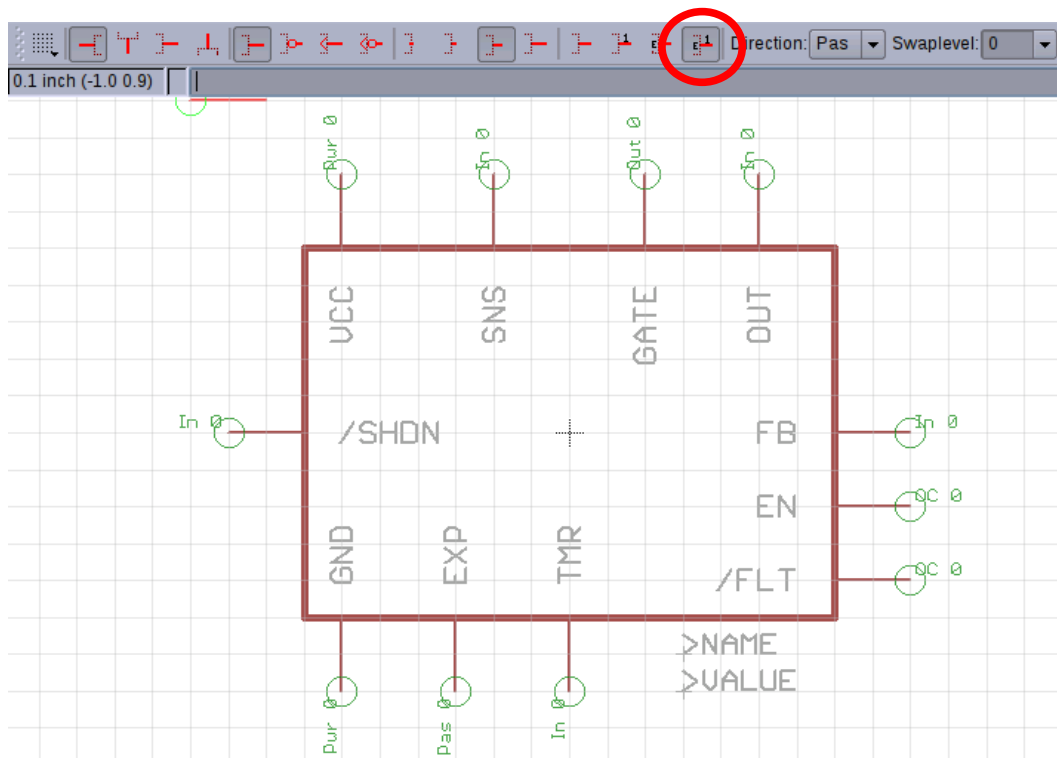 1 E E 1 Direction: Pas Swaplevel: 0
0.1 inch (-1.0 0.9)
Pwr 0 In 0 Out 0 In 0
VCC SNS GATE OUT
In 0 /SHDN FB In 0
EN OC 0
GND EXP TMR /FLT OC 0
>NAME
>VALUE
Pwr 0 Pas 0 In 0